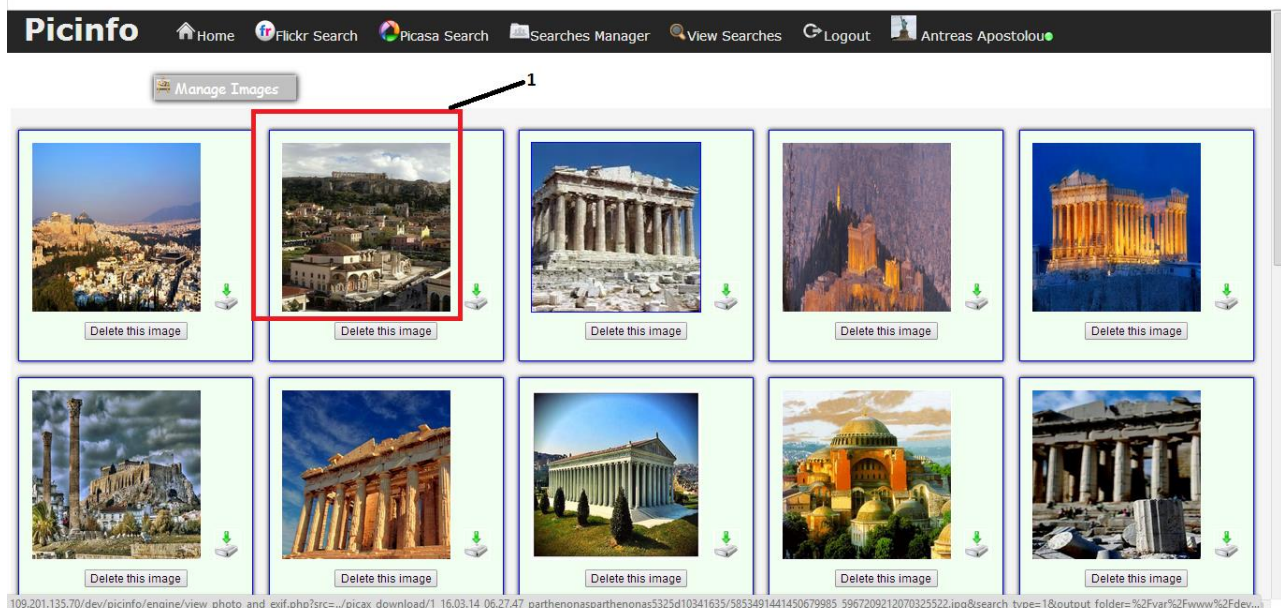 Picinfo Home Flickr Search Picasa Search Searches Manager View Searches Logout Antreas Apostolou
Manage Images
1
Delete this image Delete this image Delete this image Delete this image Delete this image
Delete this image Delete this image Delete this image Delete this image Delete this image
109.201.135.70/dev/picinfo/engine/view_photo_and_exif.php?src=../picax_download/1_16.03.14_06.27.47_parthenonasparthenonas5325d10341635/5853491441450679985_5967209212070325522.jpg&search_type=1&output_folder=%2Fvar%2Fwww%2Fdev...